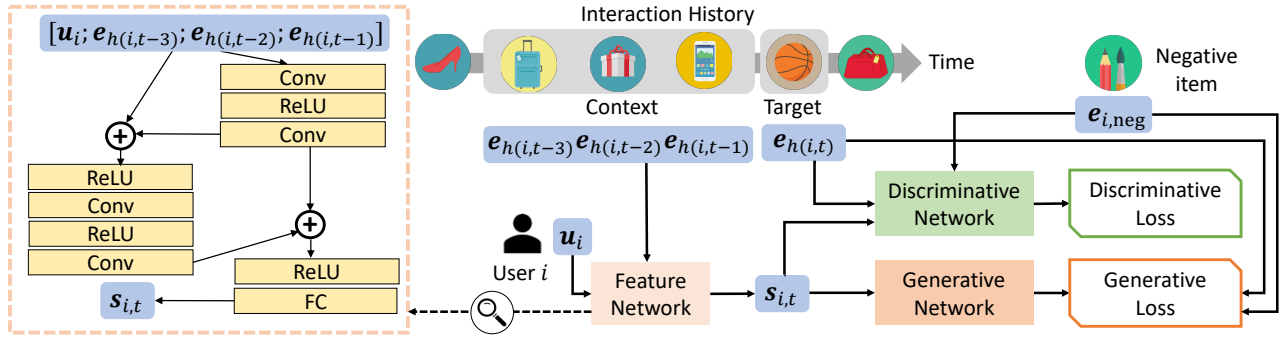 [u_i; e_h(i,t−3); e_h(i,t−2); e_h(i,t−1)]
Conv
ReLU
Conv
+
ReLU
Conv
ReLU
Conv
+
ReLU
FC
s_i,t
Interaction History
Time
Context
Target
Negative
item
e_h(i,t−3) e_h(i,t−2) e_h(i,t−1)
e_h(i,t)
e_i,neg
User i
u_i
Feature
Network
s_i,t
Discriminative
Network
Discriminative
Loss
Generative
Network
Generative
Loss